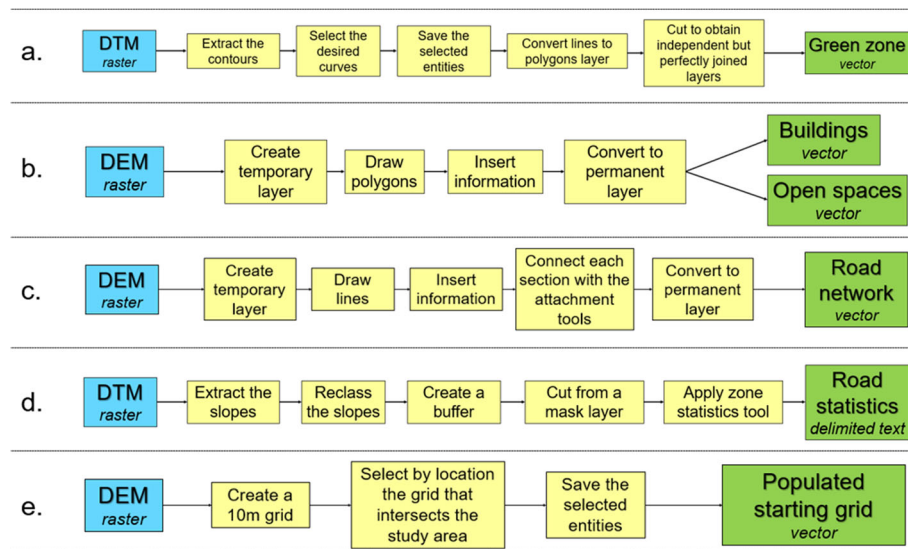 a.
DTM
raster
Extract the
contours
Select the
desired
curves
Save the
selected
entities
Convert lines to
polygons layer
Cut to obtain
independent but
perfectly joined
layers
Green zone
vector
b.
DEM
raster
Create
temporary
layer
Draw
polygons
Insert
information
Convert to
permanent
layer
Buildings
vector
Open spaces
vector
c.
DEM
raster
Create
temporary
layer
Draw
lines
Insert
information
Connect each
section with the
attachment
tools
Convert to
permanent
layer
Road
network
vector
d.
DTM
raster
Extract the
slopes
Reclass
the slopes
Create a
buffer
Cut from a
mask layer
Apply zone
statistics tool
Road
statistics
delimited text
e.
DEM
raster
Create a
10m grid
Select by location
the grid that
intersects the
study area
Save the
selected
entities
Populated
starting grid
vector